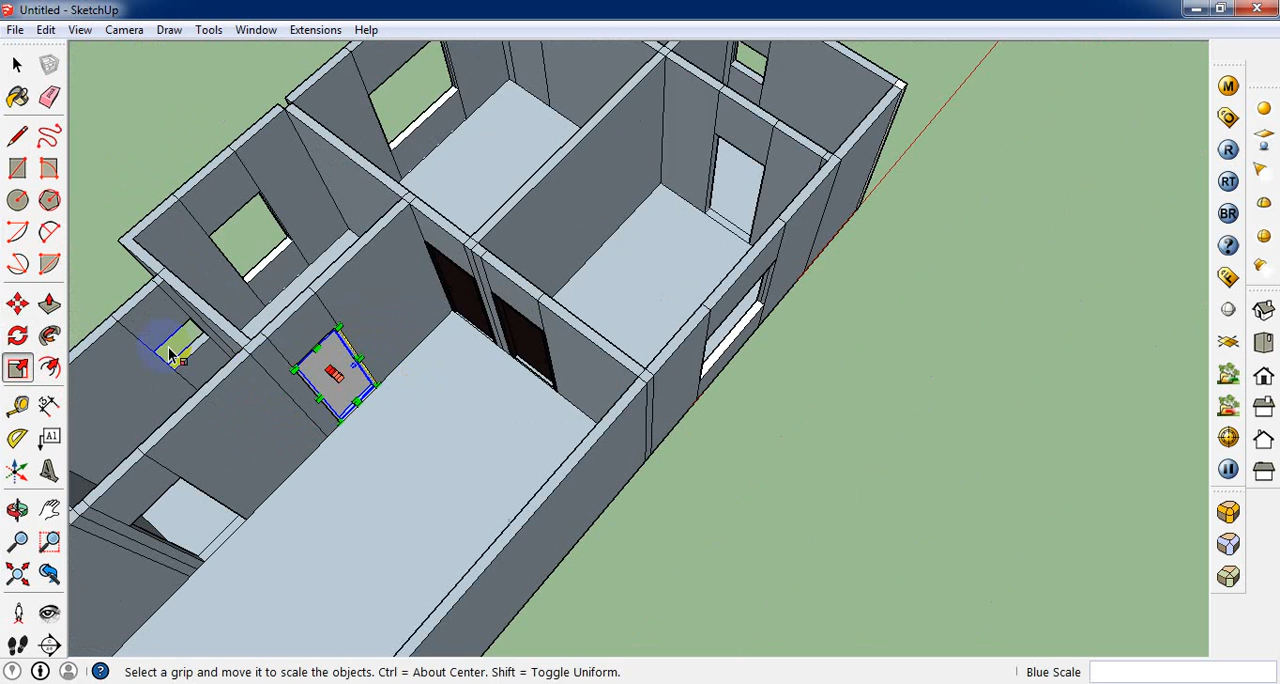 Untitled - SketchUp
File Edit View Camera Draw Tools Window Extensions Help
M
R
RT
BR
?
F
A1
A
C
? Select a grip and move it to scale the objects. Ctrl = About Center. Shift = Toggle Uniform. Blue Scale